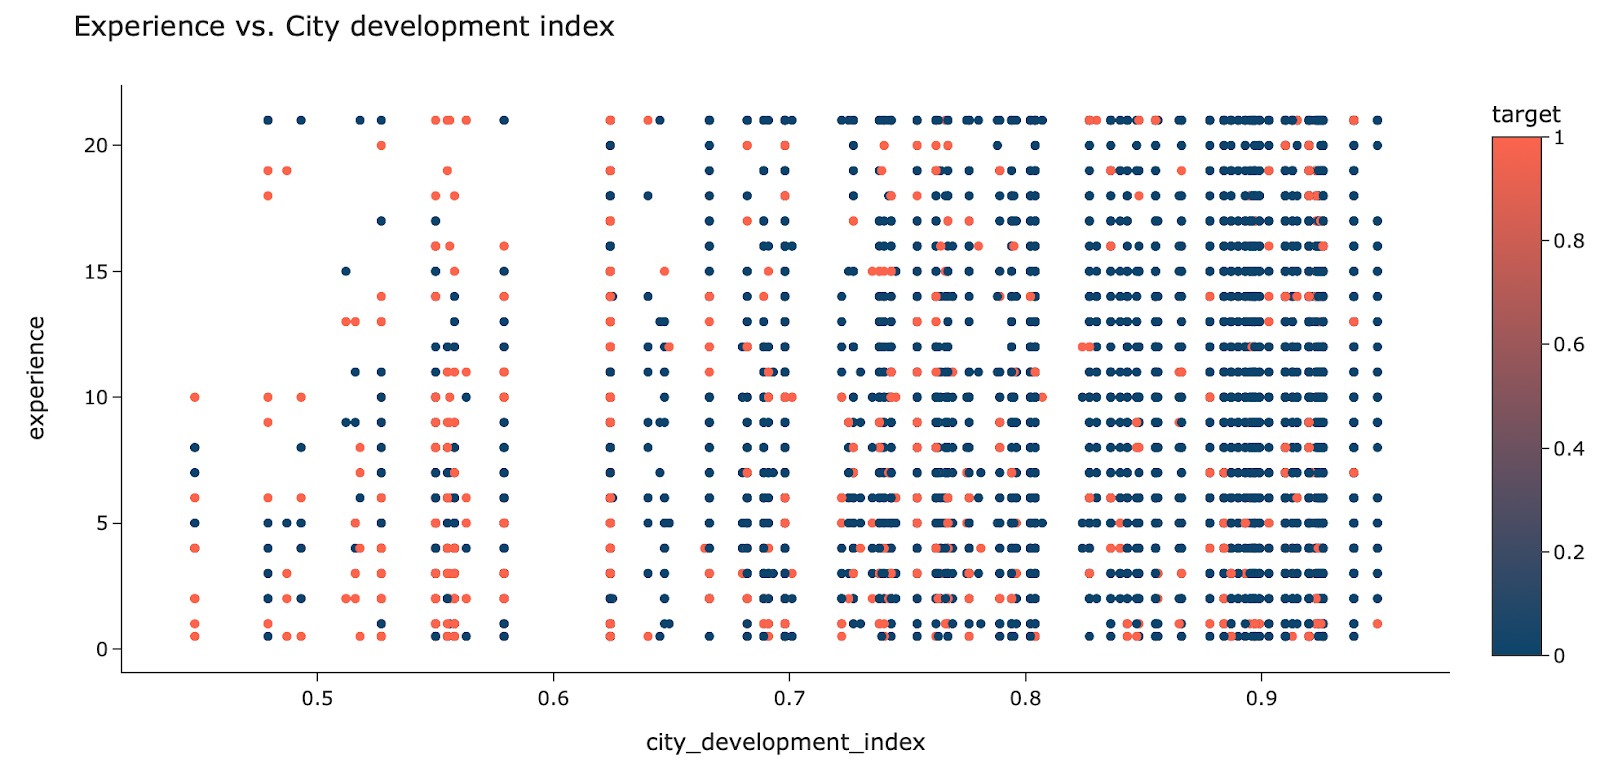 Experience vs. City development index
target
1
0.8
0.6
0.4
0.2
0
experience
20
15
10
5
0
0.5 0.6 0.7 0.8 0.9
city_development_index